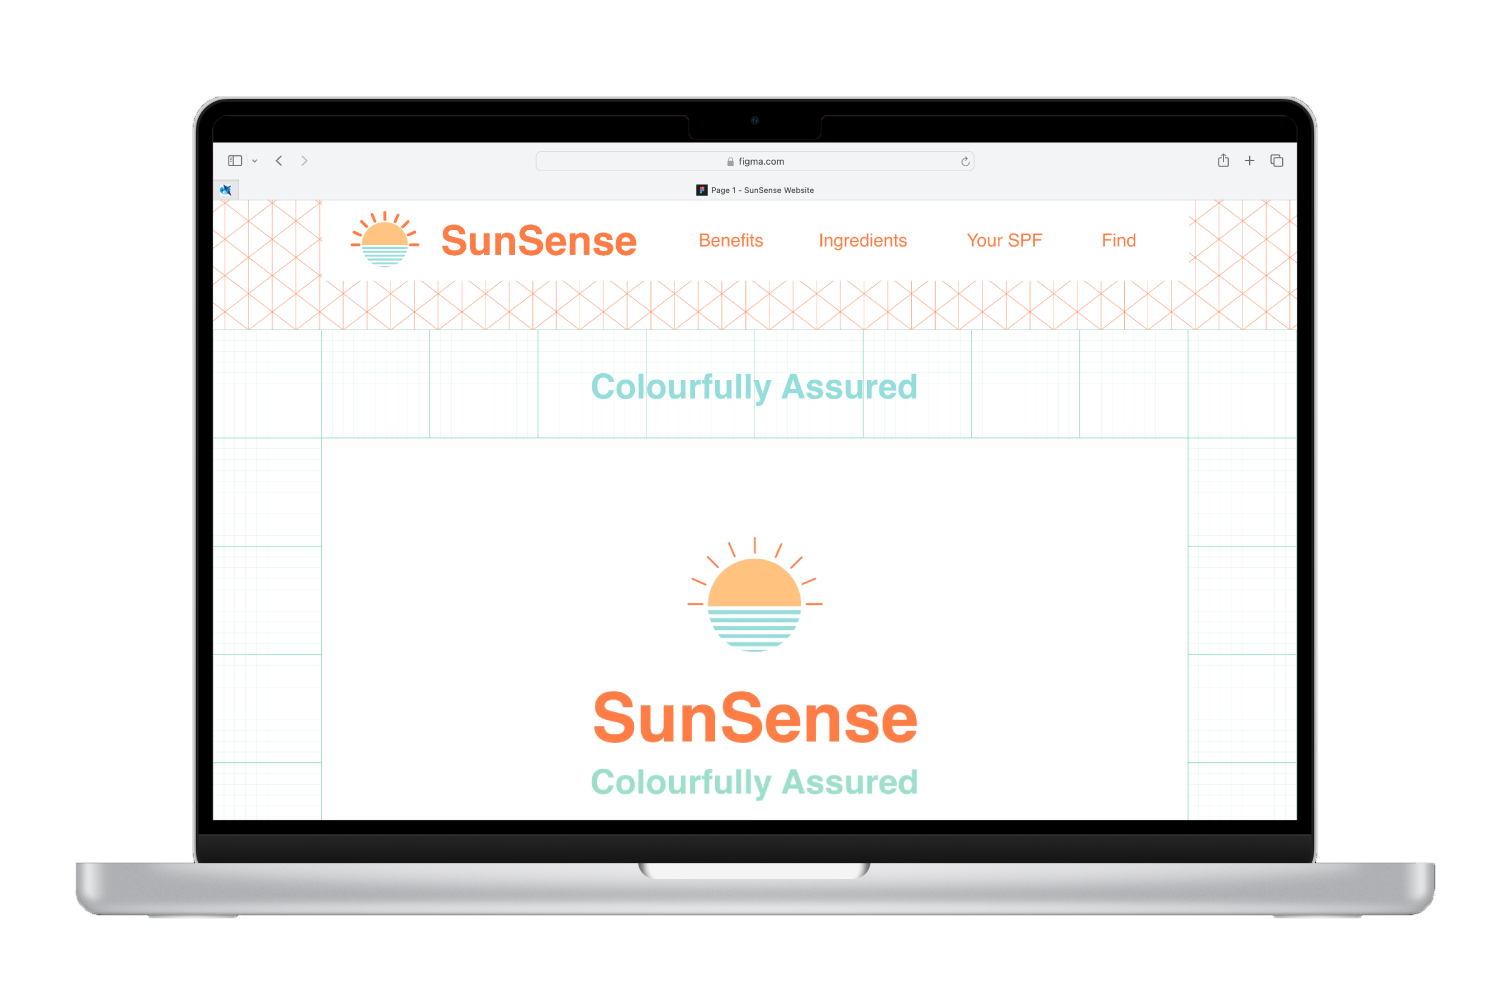 figma.com
Page 1 - SunSense Website
SunSense Benefits Ingredients Your SPF Find
Colourfully Assured
SunSense
Colourfully Assured